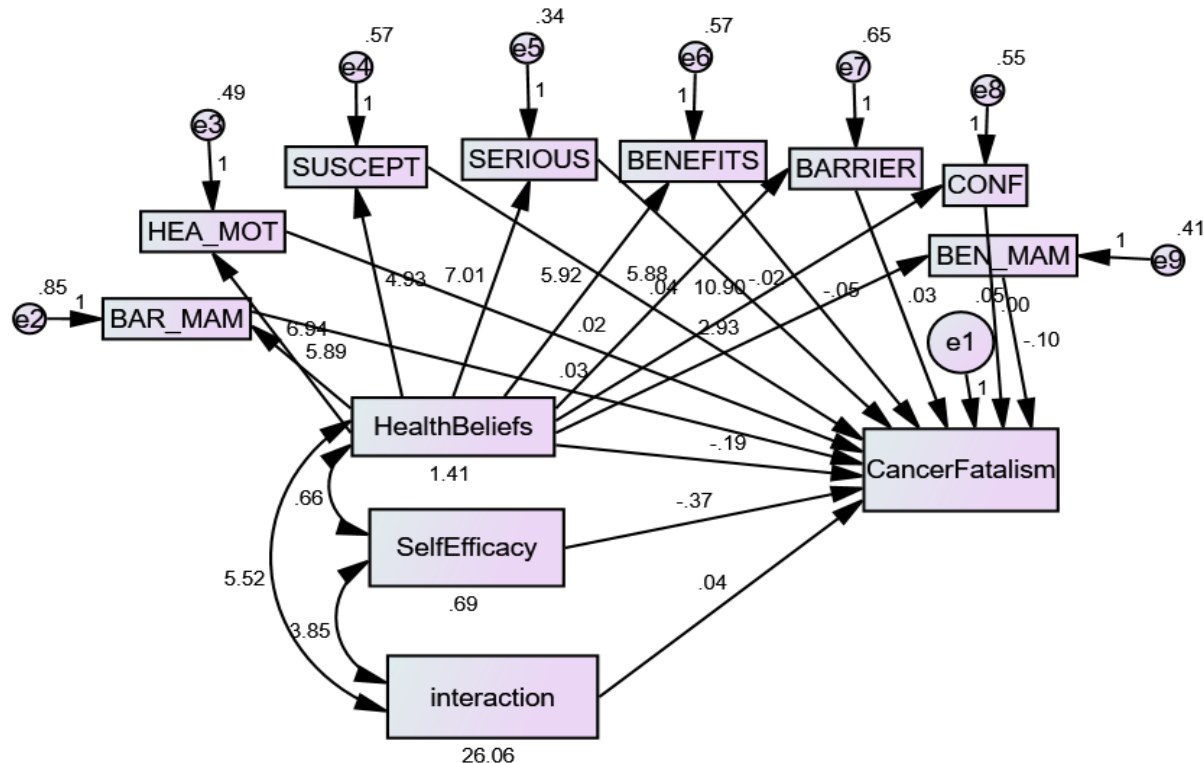 .34
.57
.57
.65
.55
.49
e5
e4
e6
e7
e8
e3
1
1
1
1
1
1
SERIOUS
BENEFITS
SUSCEPT
BARRIER
CONF
HEA_MOT
BEN_MAM
1
.41
e9
.85
e2
1
BAR_MAM
4.93
7.01
5.92
5.88
.04
10.90
-.02
-.05
.03
.05
.00
6.94
5.89
.02
2.93
-.10
e1
1
.03
HealthBeliefs
-.19
1.41
CancerFatalism
.66
-.37
SelfEfficacy
.69
5.52
3.85
.04
interaction
26.06